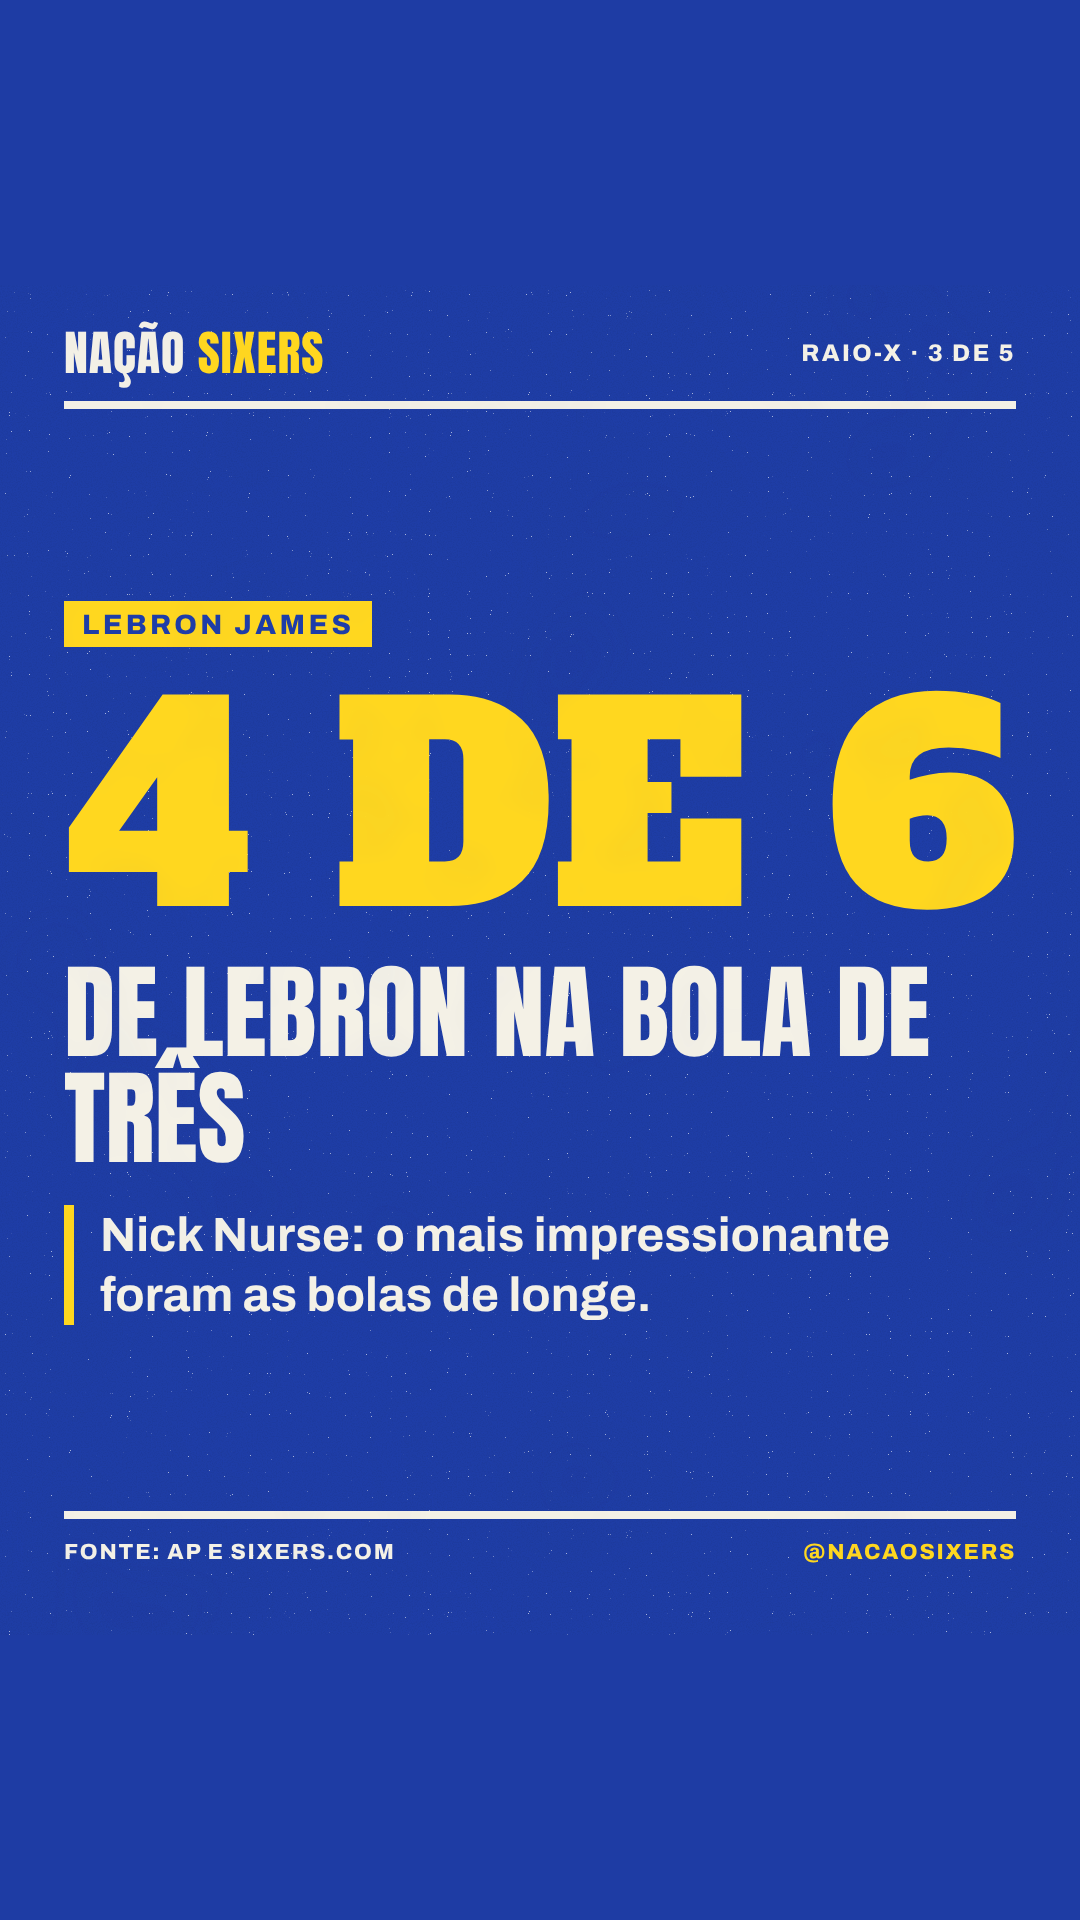 NAÇÃO SIXERS
RAIO-X · 3 DE 5
LEBRON JAMES
4 DE 6
DE LEBRON NA BOLA DE
TRÊS
Nick Nurse: o mais impressionante
foram as bolas de longe.
FONTE: AP E SIXERS.COM
@NACAOSIXERS